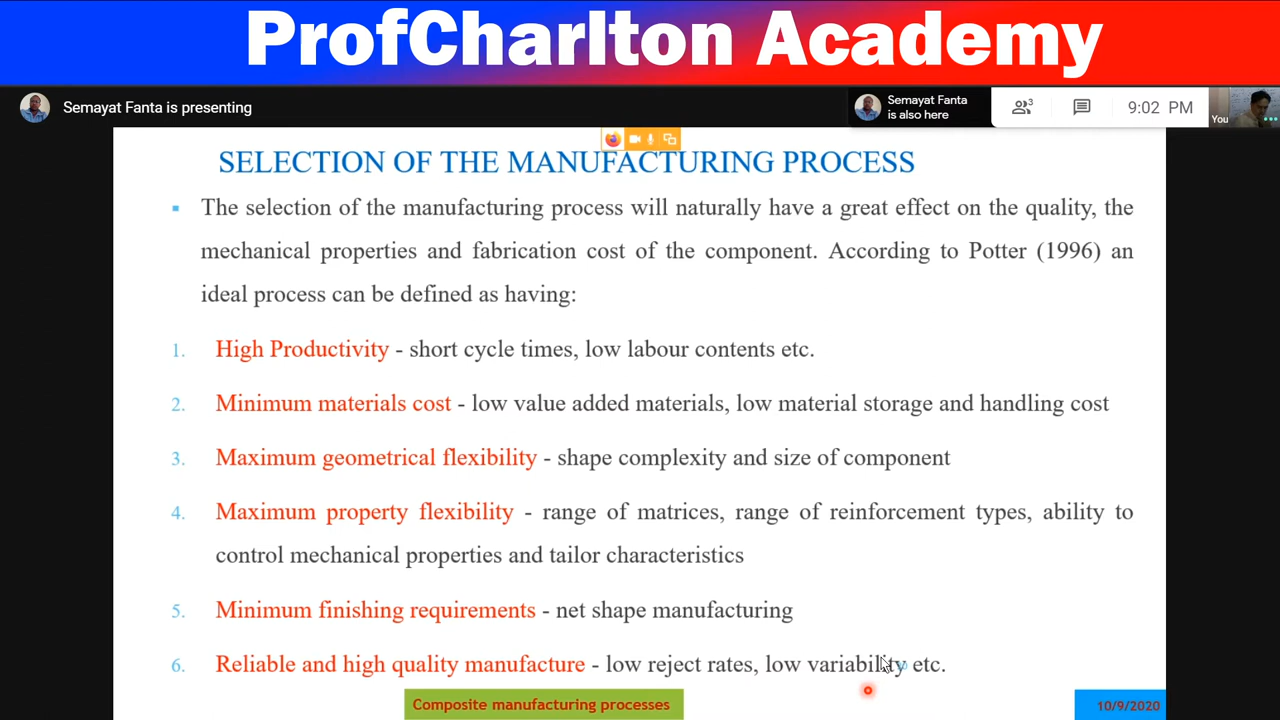 ProfCharlton Academy
Semayat Fanta is presenting
Semayat Fanta
is also here
3
9:02 PM
You
SELECTION OF THE MANUFACTURING PROCESS
▪ The selection of the manufacturing process will naturally have a great effect on the quality, the
mechanical properties and fabrication cost of the component. According to Potter (1996) an
ideal process can be defined as having:
1. High Productivity - short cycle times, low labour contents etc.
2. Minimum materials cost - low value added materials, low material storage and handling cost
3. Maximum geometrical flexibility - shape complexity and size of component
4. Maximum property flexibility - range of matrices, range of reinforcement types, ability to
control mechanical properties and tailor characteristics
5. Minimum finishing requirements - net shape manufacturing
6. Reliable and high quality manufacture - low reject rates, low variability etc.
Composite manufacturing processes
10/9/2020